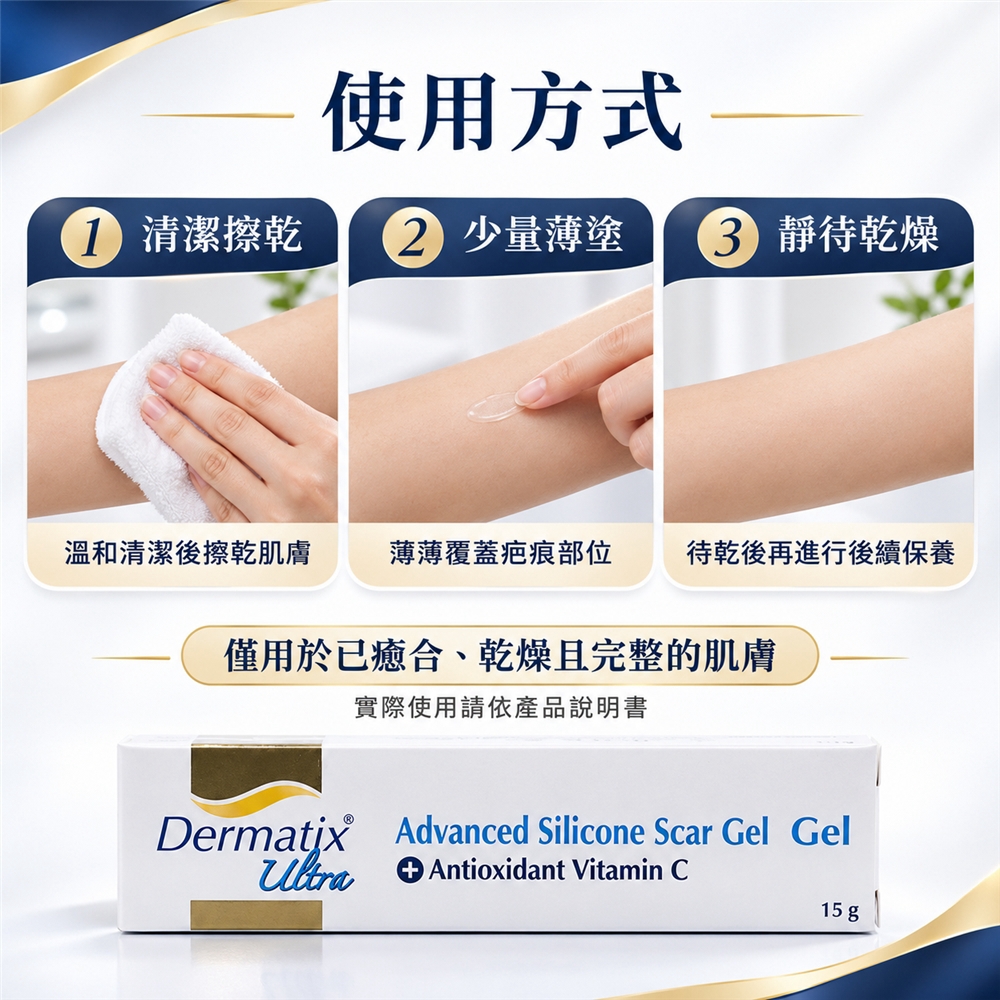 使用方式
1 清潔擦乾
2 少量薄塗
3 靜待乾燥
溫和清潔後擦乾肌膚
薄薄覆蓋疤痕部位
待乾後再進行後續保養
僅用於已癒合、乾燥且完整的肌膚
實際使用請依產品說明書
Dermatix®
Ultra
Advanced Silicone Scar Gel Gel
+ Antioxidant Vitamin C
15 g